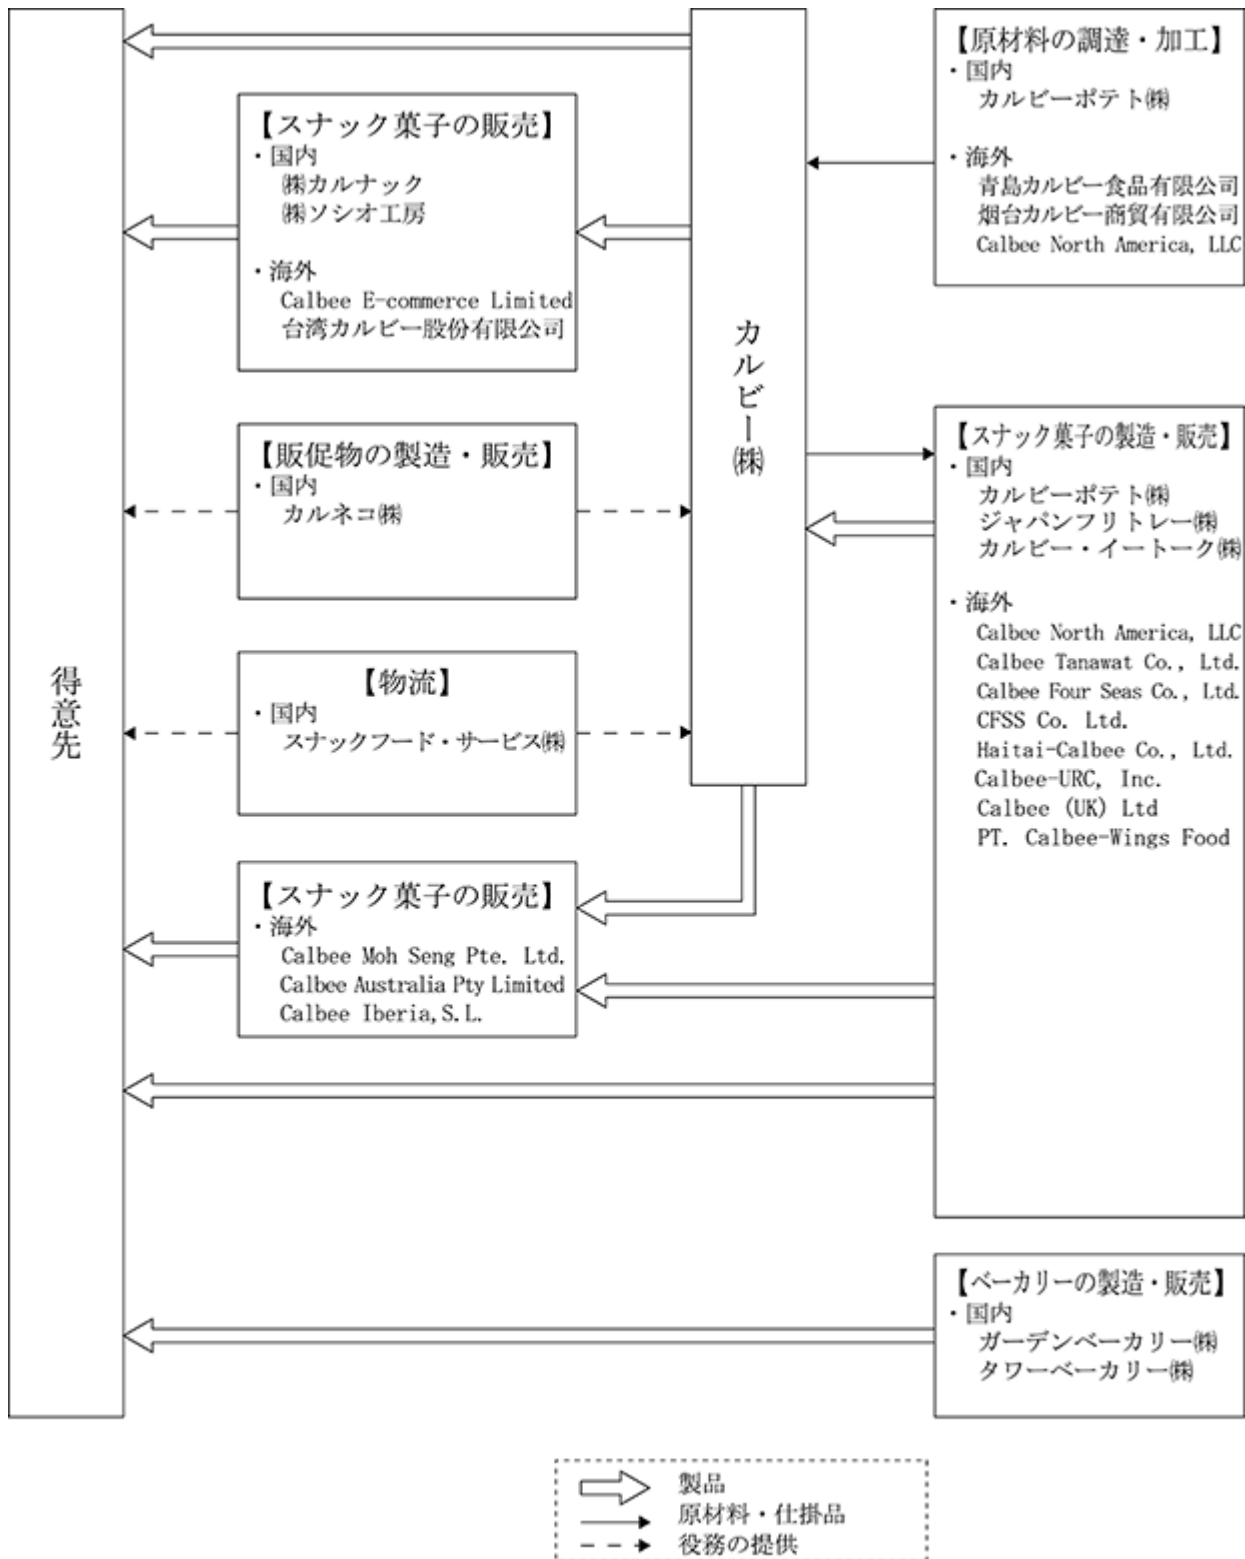 得意先
【スナック菓子の販売】
・国内
㈱カルナック
㈱ソシオ工房
・海外
Calbee E-commerce Limited
台湾カルビー股份有限公司
【販促物の製造・販売】
・国内
カルネコ㈱
【物流】
・国内
スナックフード・サービス㈱
【スナック菓子の販売】
・海外
Calbee Moh Seng Pte. Ltd.
Calbee Australia Pty Limited
Calbee Iberia,S.L.
カルビー㈱
【原材料の調達・加工】
・国内
カルビーポテト㈱
・海外
青島カルビー食品有限公司
烟台カルビー商貿有限公司
Calbee North America, LLC
【スナック菓子の製造・販売】
・国内
カルビーポテト㈱
ジャパンフリトレー㈱
カルビー・イートーク㈱
・海外
Calbee North America, LLC
Calbee Tanawat Co., Ltd.
Calbee Four Seas Co., Ltd.
CFSS Co. Ltd.
Haitai-Calbee Co., Ltd.
Calbee-URC, Inc.
Calbee (UK) Ltd
PT. Calbee-Wings Food
【ベーカリーの製造・販売】
・国内
ガーデンベーカリー㈱
タワーベーカリー㈱
製品
原材料・仕掛品
役務の提供